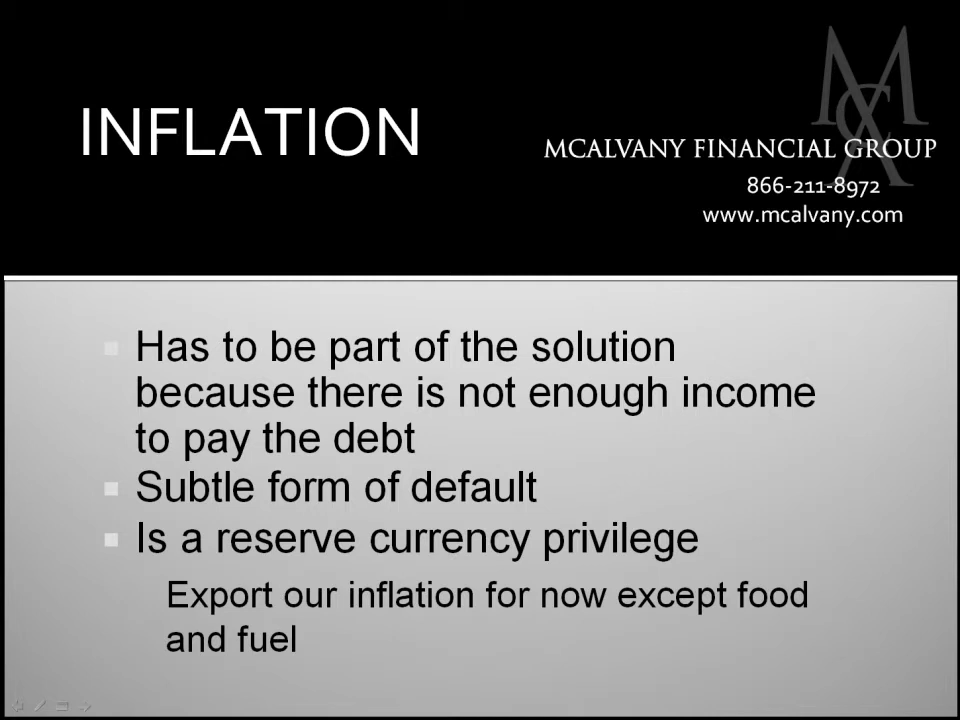 INFLATION
MCALVANY FINANCIAL GROUP
866-211-8972
www.mcalvany.com
Has to be part of the solution
because there is not enough income
to pay the debt
Subtle form of default
Is a reserve currency privilege
Export our inflation for now except food
and fuel